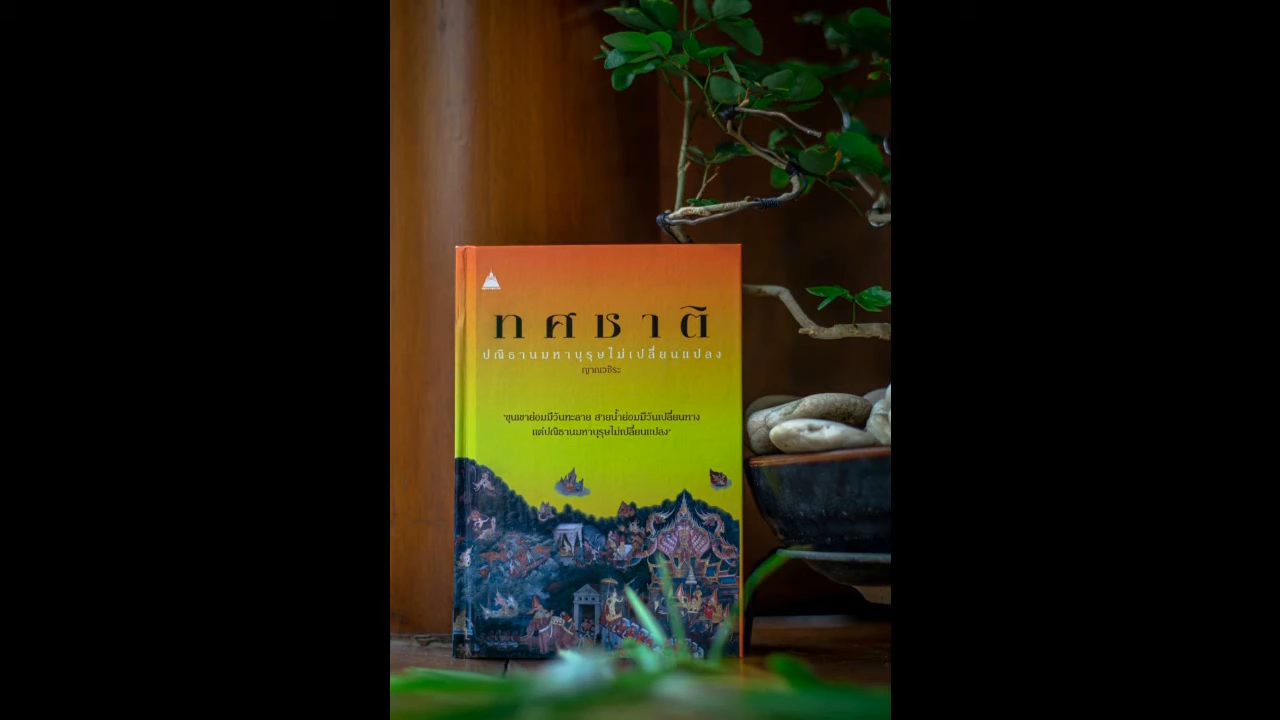 ทศชาติ
ปณิธานมหาบุรุษไม่เปลี่ยนแปลง
ญาณวชิระ
"ขุนเขาย่อมมีวันทะลาย สายน้ำย่อมมีวันเปลี่ยนทาง
แต่ปณิธานมหาบุรุษไม่เปลี่ยนแปลง"